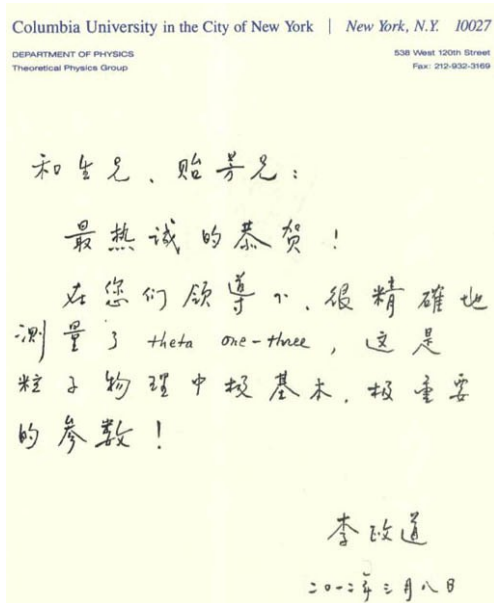 Columbia University in the City of New York | New York, N.Y. 10027
DEPARTMENT OF PHYSICS 538 West 120th Street
Theoretical Physics Group Fax: 212-932-3169
和生兄、贻芳兄：
最热诚的恭贺！
在您们领導下，很精確地
测量了 theta one-three, 这是
粒子物理中极基本，极重要
的参数！
李政道
二〇一二年三月八日